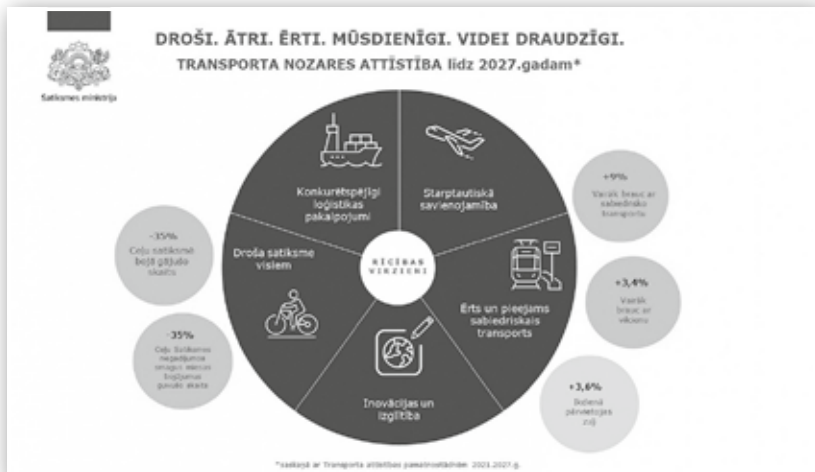 DROŠI. ĀTRI. ĒRTI. MŪSDIENĪGI. VIDEI DRAUDZĪGI.
TRANSPORTA NOZARES ATTĪSTĪBA līdz 2027.gadam*
Satiksmes ministrija
Konkurētspējīgi
loģistikas
pakalpojumi
Starptautiskā
savienojamība
Droša satiksme
visiem
RĪCĪBAS
VIRZIENI
Ērts un pieejams
sabiedriskais
transports
Inovācijas un
izglītība
-35%
Ceļu satiksmē
bojā gājušo
skaits
-35%
Ceļu Satiksmes
negadījumos
smagus miesas
bojājumus
guvušo skaits
+9%
Vairāk brauc ar
sabiedrisko
transportu
+3,4%
Vairāk
brauc ar
vilcienu
+3,6%
Ikdienā
pārvietojas
*saskaņā ar Transporta attīstības pamatnostādnēm 2021.2027.g.